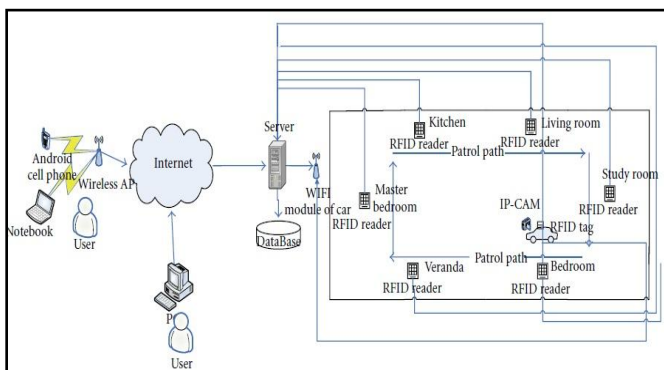 Server
Kitchen
RFID reader
Living room
RFID reader
Patrol path
Internet
Android
cell phone
Wireless AP
Notebook
User
WIFI
module of car
DataBase
Master
bedroom
RFID reader
Study room
RFID reader
IP-CAM
RFID tag
Veranda
RFID reader
Patrol path
Bedroom
RFID reader
User